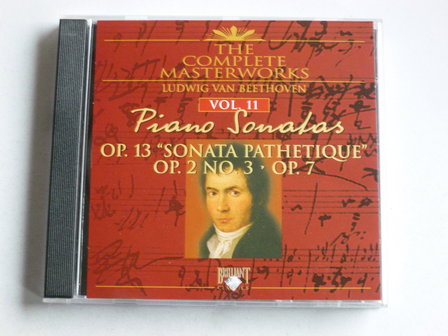 THE
COMPLETE
MASTERWORKS
LUDWIG VAN BEETHOVEN
VOL. 11
Piano Sonatas
OP. 13 "SONATA PATHETIQUE"
OP. 2 NO. 3 · OP. 7
BRILLIANT